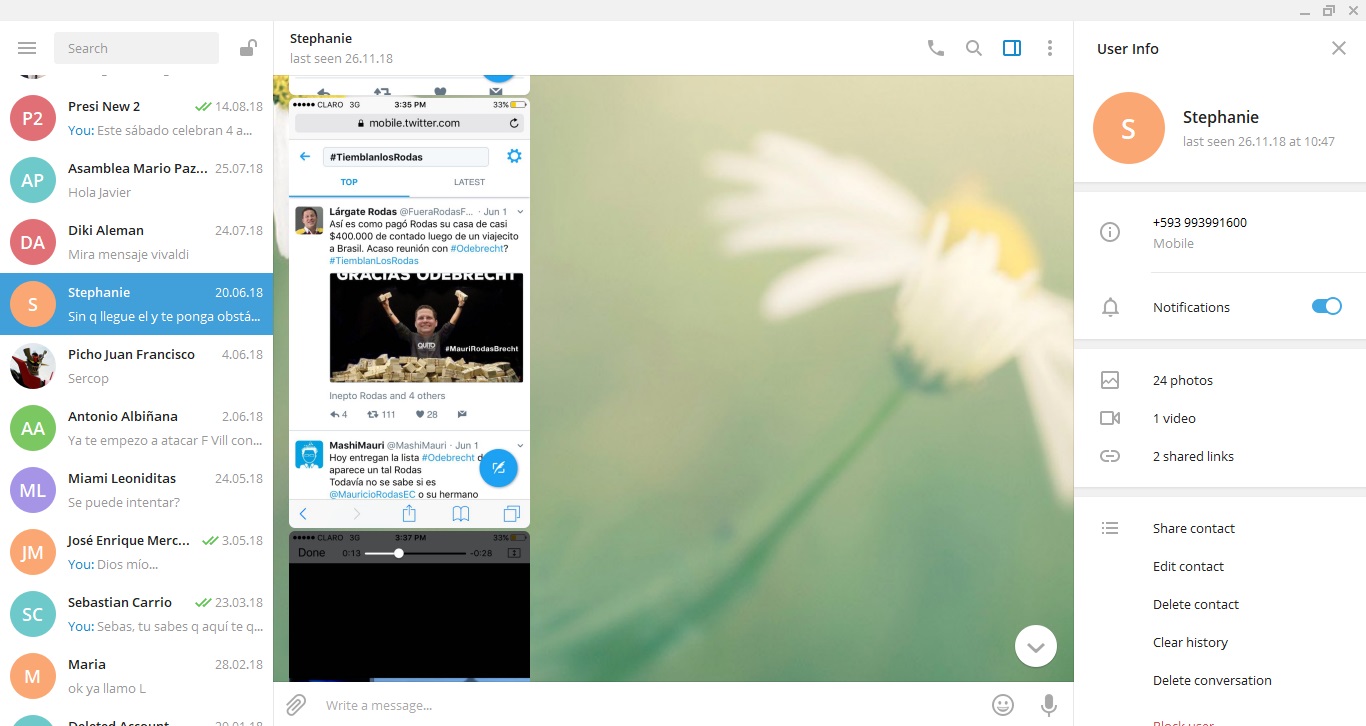 Search
Presi New 2
14.08.18
You: Este sábado celebran 4 a...
P2
Asamblea Mario Paz...
25.07.18
Hola Javier
AP
Diki Aleman
24.07.18
Mira mensaje vivaldi
DA
Stephanie
20.06.18
Sin q llegue el y te ponga obstá...
S
Picho Juan Francisco
4.06.18
Sercop
Antonio Albiñana
2.06.18
Ya te empezo a atacar F Vill con...
AA
Miami Leoniditas
24.05.18
Se puede intentar?
ML
José Enrique Merc...
3.05.18
You: Dios mío...
JM
Sebastian Carrio
23.03.18
You: Sebas, tu sabes q aquí te q...
SC
Maria
28.02.18
ok ya llamo L
M
Deleted Account
Stephanie
last seen 26.11.18
CLARO 3G 3:35 PM 33%
mobile.twitter.com
#TiemblanlosRodas
TOP LATEST
Lárgate Rodas @FueraRodasF... · Jun 1
Así es como pagó Rodas su casa de casi
$400.000 de contado luego de un viajecito
a Brasil. Acaso reunión con #Odebrecht?
#TiemblanLosRodas
GRACIAS ODEBRECHT
QUITO
#MauriRodasBrecht
Inepto Rodas and 4 others
4 111 28
MashiMauri @MashiMauri · Jun 1
Hoy entregan la lista #Odebrecht
aparece un tal Rodas
Todavía no se sabe si es
@MauricioRodasEC o su hermano
CLARO 3G 3:37 PM 33%
Done 0:13 -0:28
Write a message...
User Info
S
Stephanie
last seen 26.11.18 at 10:47
+593 993991600
Mobile
Notifications
24 photos
1 video
2 shared links
Share contact
Edit contact
Delete contact
Clear history
Delete conversation
Block user